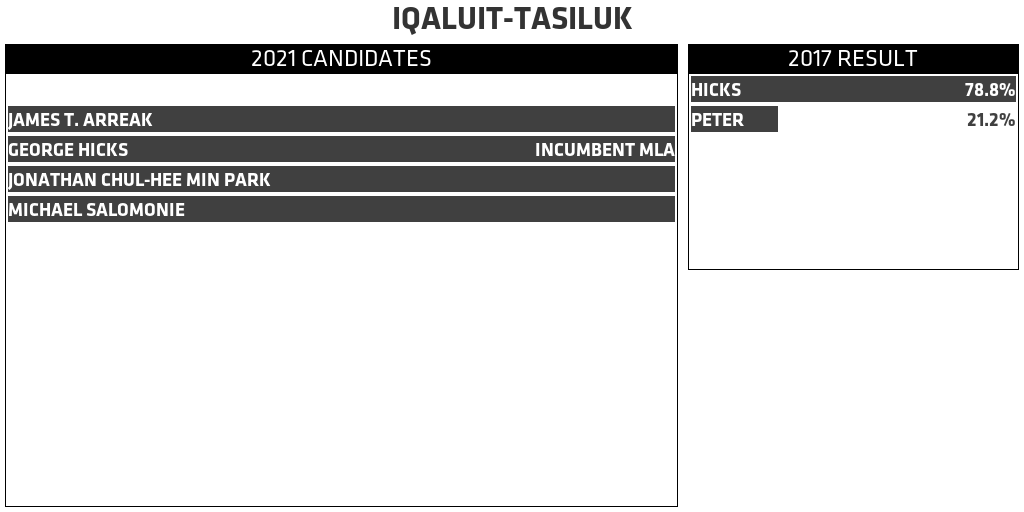 IQALUIT-TASILUK
2021 CANDIDATES
JAMES T. ARREAK
GEORGE HICKS INCUMBENT MLA
JONATHAN CHUL-HEE MIN PARK
MICHAEL SALOMONIE
2017 RESULT
HICKS 78.8%
PETER 21.2%